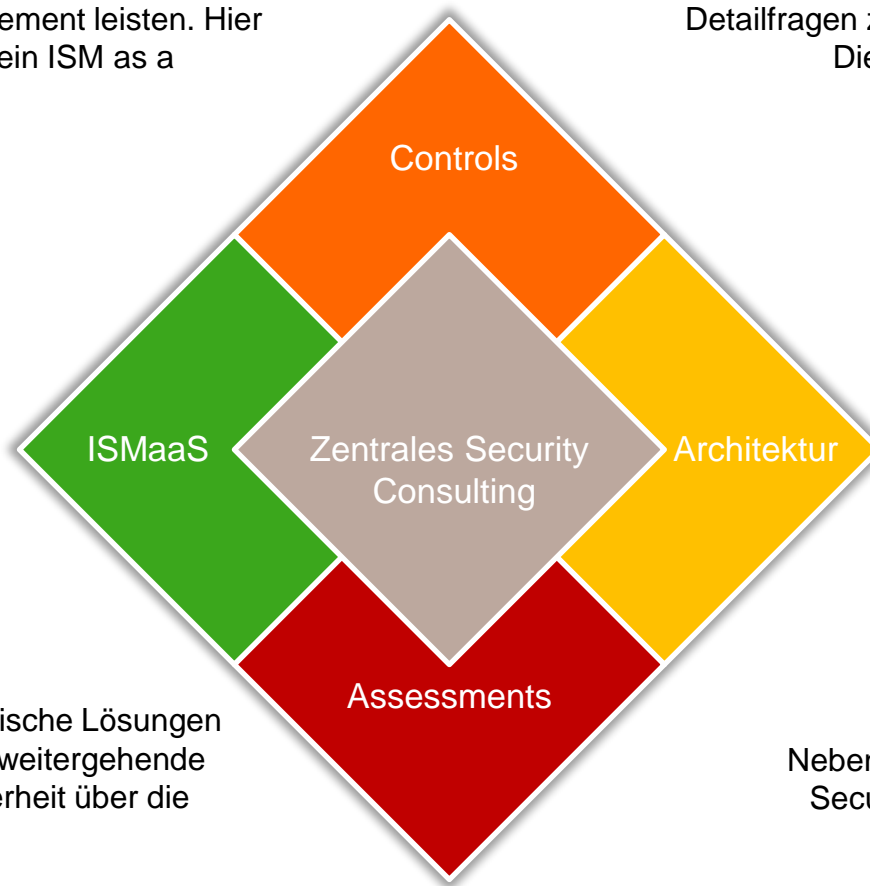 ement leisten. Hier
ein ISM as a
Detailfragen z
Die
Controls
ISMaaS
Zentrales Security
Consulting
Architektur
Assessments
ische Lösungen
weitergehende
erheit über die
Neben
Secu